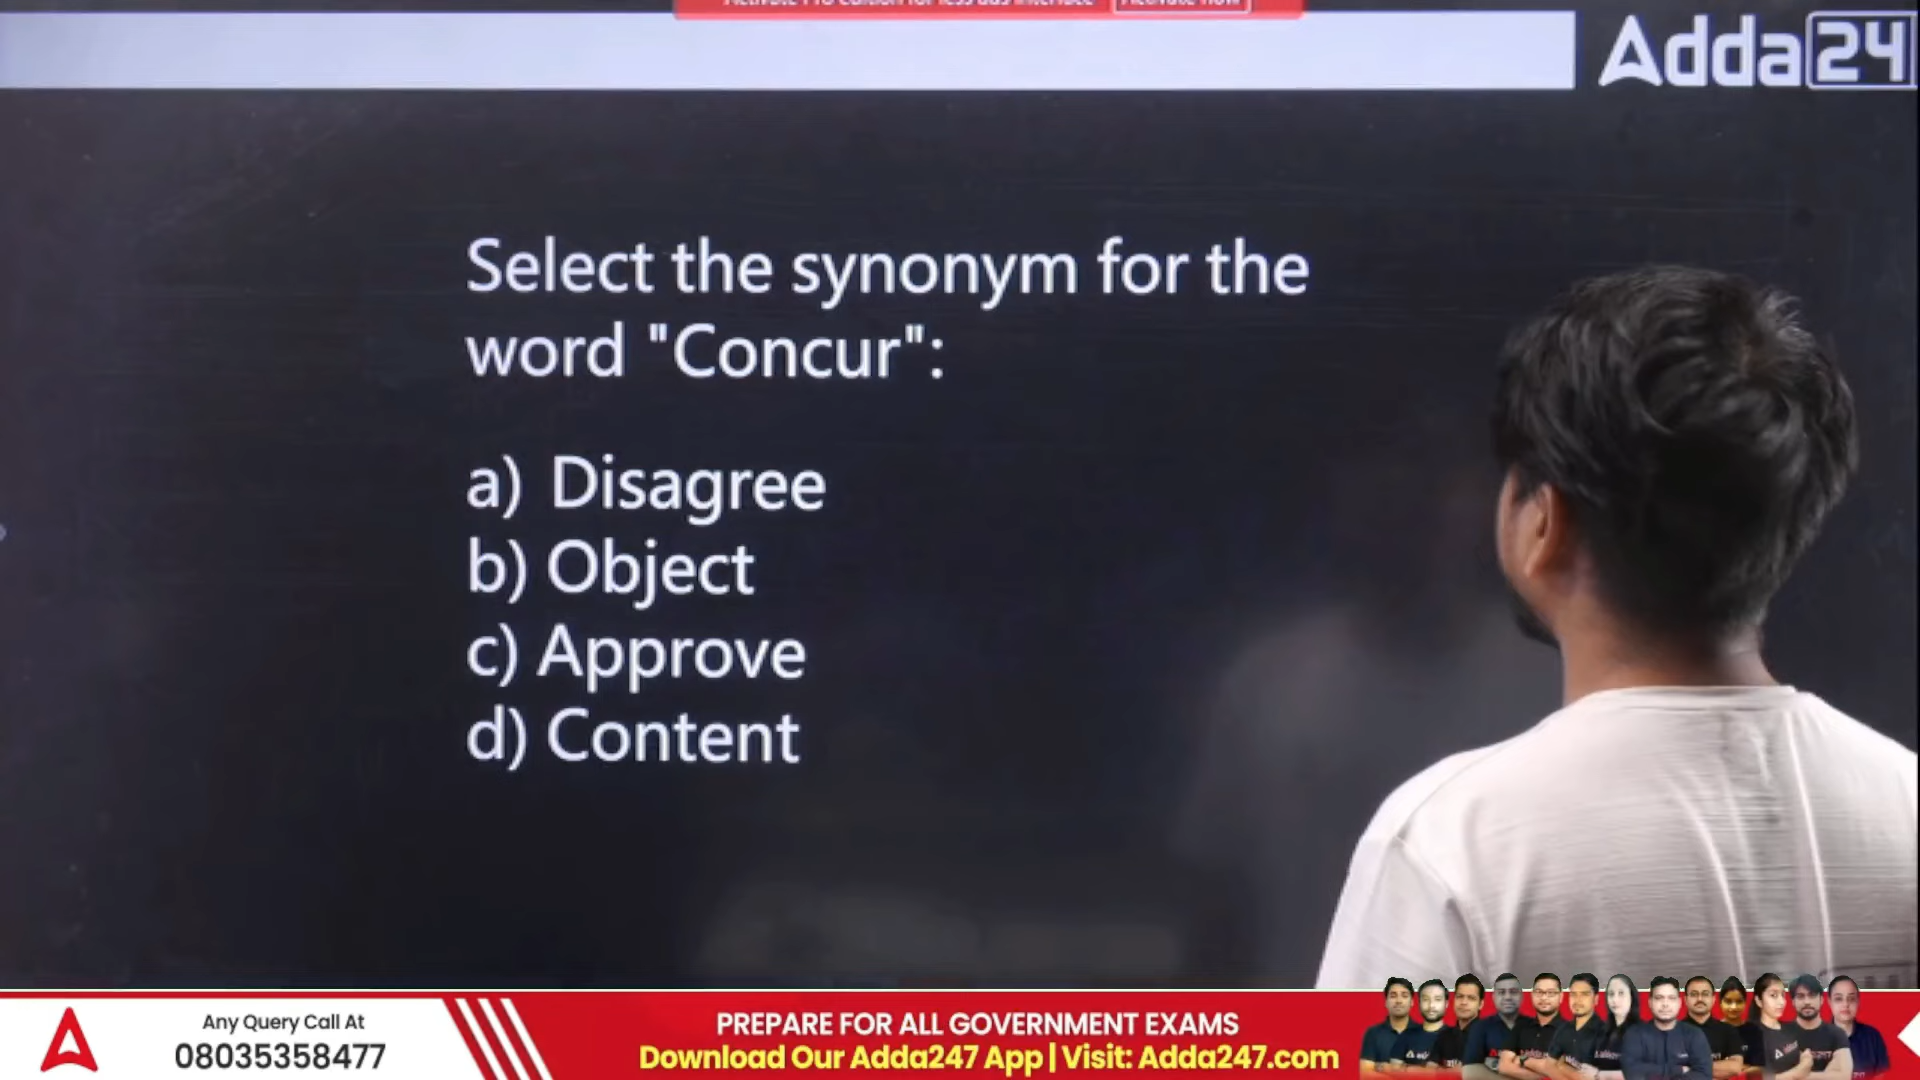 Adda24
Select the synonym for the
word "Concur":
a) Disagree
b) Object
c) Approve
d) Content
Any Query Call At
08035358477
PREPARE FOR ALL GOVERNMENT EXAMS
Download Our Adda247 App | Visit: Adda247.com